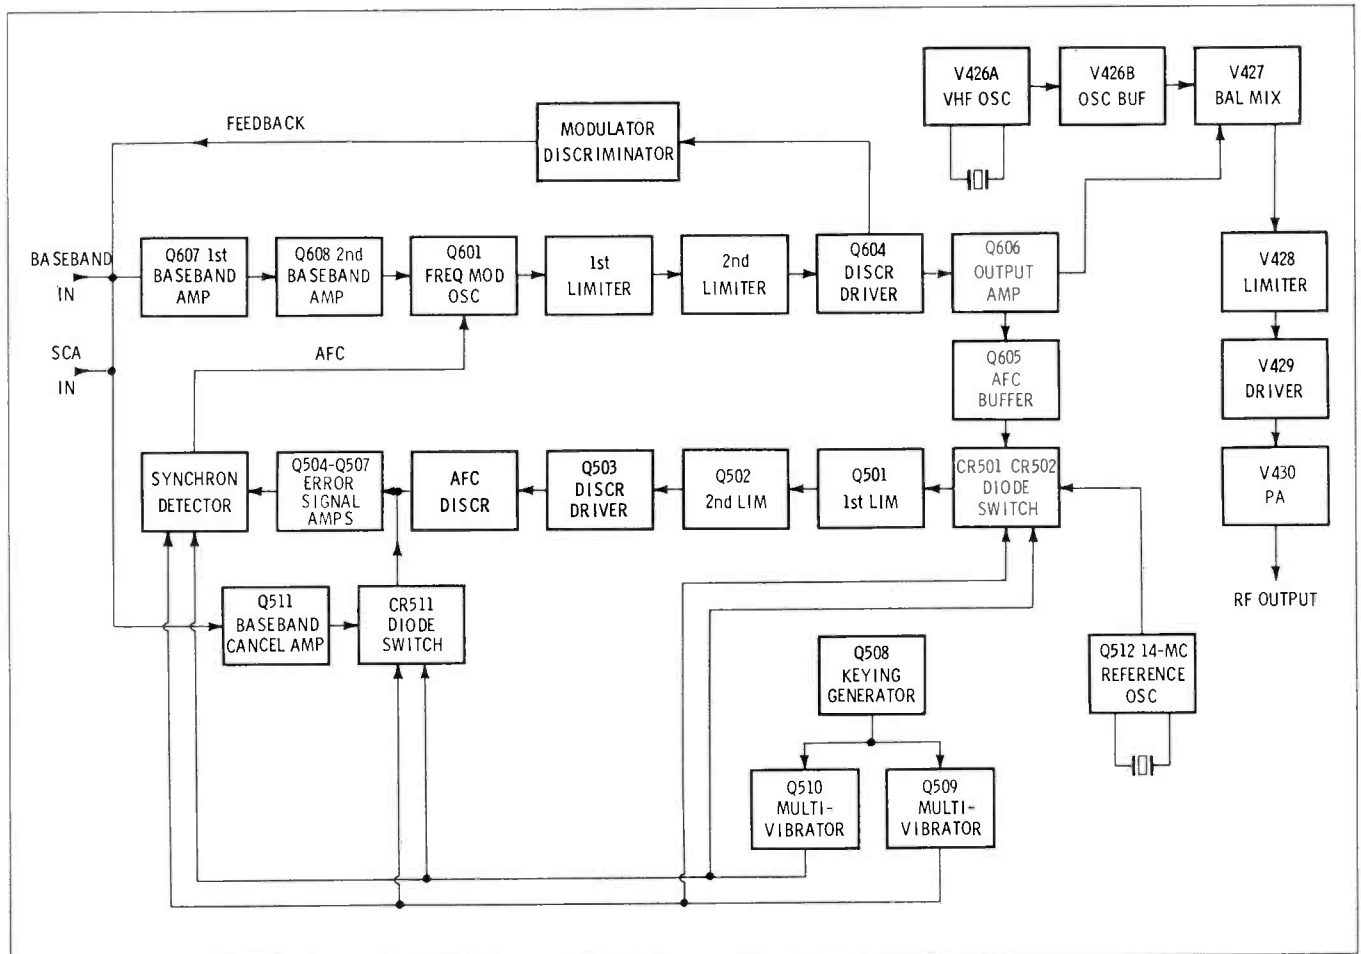 V426A
VHF OSC
V426B
OSC BUF
V427
BAL MIX
FEEDBACK
MODULATOR
DISCRIMINATOR
BASEBAND
IN
Q607 1st
BASEBAND
AMP
Q608 2nd
BASEBAND
AMP
Q601
FREQ MOD
OSC
1st
LIMITER
2nd
LIMITER
Q604
DISCR
DRIVER
Q606
OUTPUT
AMP
V428
LIMITER
SCA
IN
AFC
Q605
AFC
BUFFER
V429
DRIVER
SYNCHRON
DETECTOR
Q504-Q507
ERROR
SIGNAL
AMPS
AFC
DISCR
Q503
DISCR
DRIVER
Q502
2nd LIM
Q501
1st LIM
CR501 CR502
DIODE
SWITCH
V430
PA
RF OUTPUT
Q511
BASEBAND
CANCEL AMP
CR511
DIODE
SWITCH
Q508
KEYING
GENERATOR
Q512 14-MC
REFERENCE
OSC
Q510
MULTI-
VIBRATOR
Q509
MULTI-
VIBRATOR